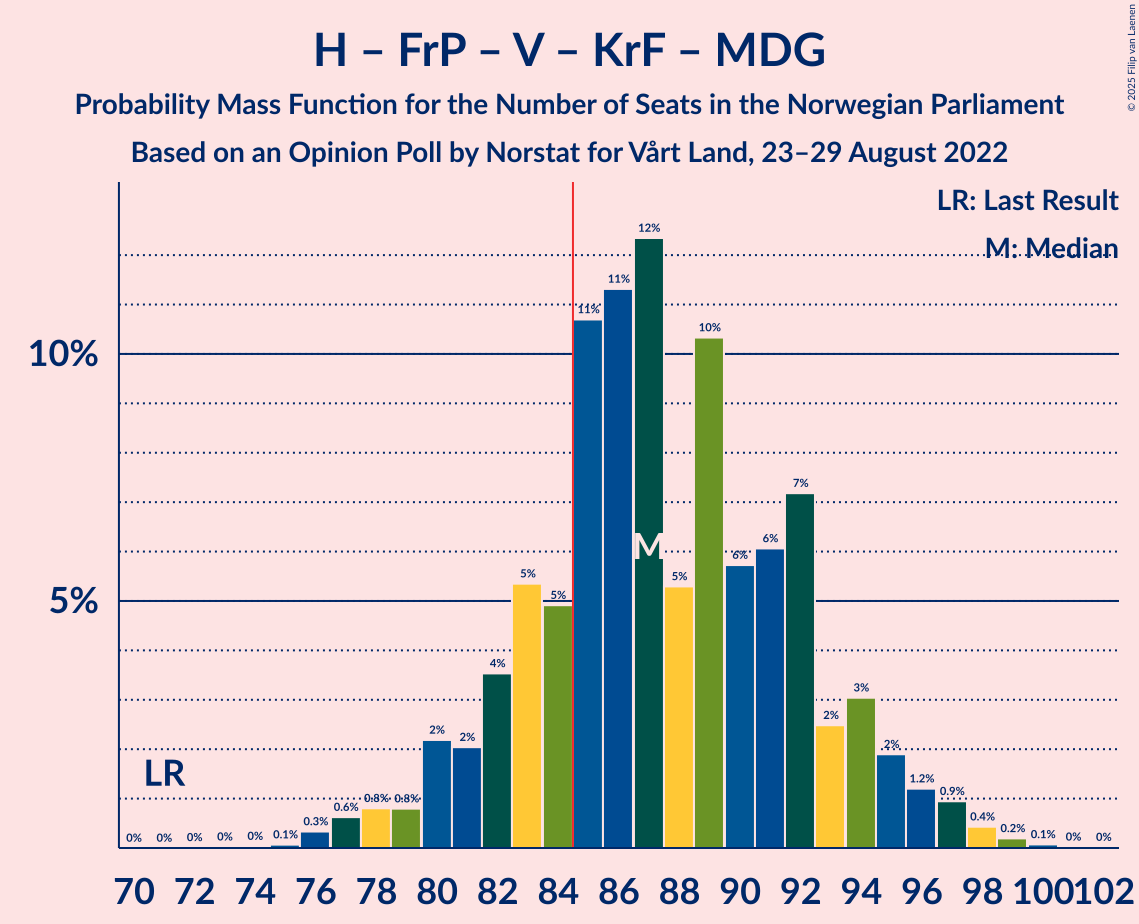 H – FrP – V – KrF – MDG
Probability Mass Function for the Number of Seats in the Norwegian Parliament
Based on an Opinion Poll by Norstat for Vårt Land, 23–29 August 2022
© 2025 Filip van Laenen
LR: Last Result
M: Median
10%
5%
LR
M
0% 0% 0% 0% 0% 0.1% 0.3% 0.6% 0.8% 0.8% 2% 2% 4% 5% 5% 11% 11% 12% 5% 10% 6% 6% 7% 2% 3% 2% 1.2% 0.9% 0.4% 0.2% 0.1% 0% 0%
70 72 74 76 78 80 82 84 86 88 90 92 94 96 98 100 102